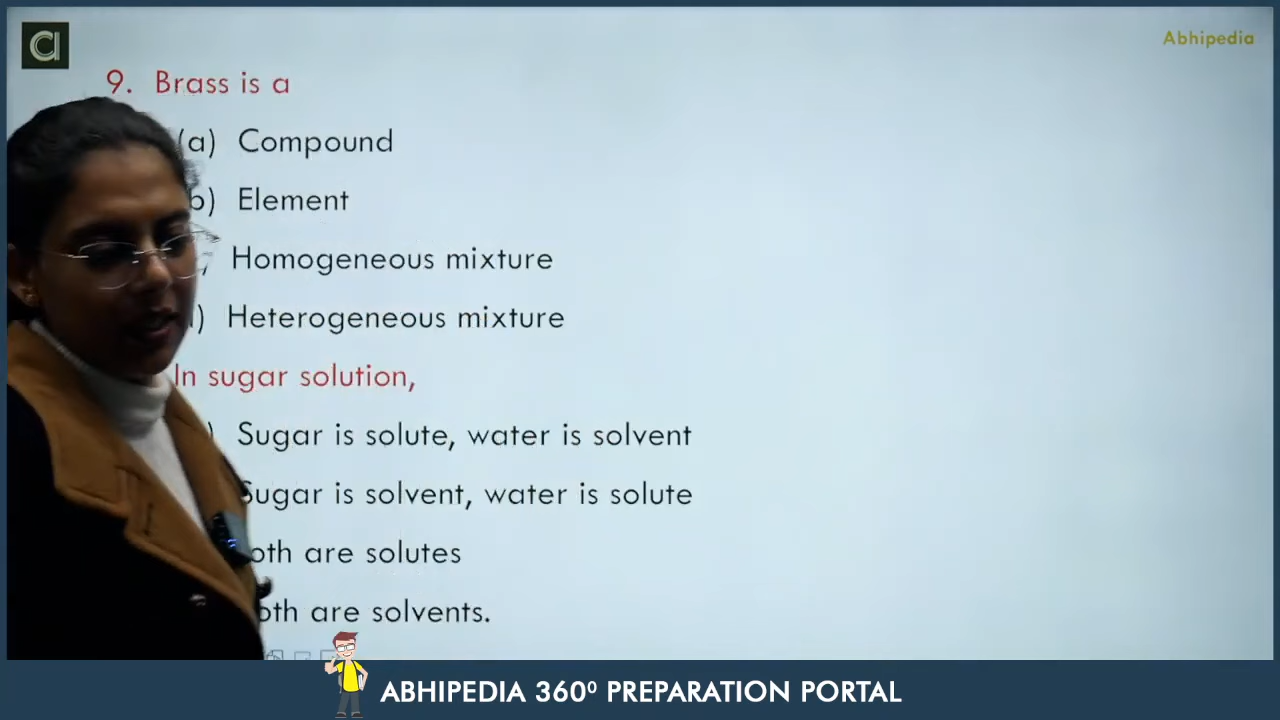 Abhipedia
9. Brass is a
(a) Compound
b) Element
Homogeneous mixture
) Heterogeneous mixture
In sugar solution,
) Sugar is solute, water is solvent
Sugar is solvent, water is solute
oth are solutes
oth are solvents.
ABHIPEDIA 360⁰ PREPARATION PORTAL